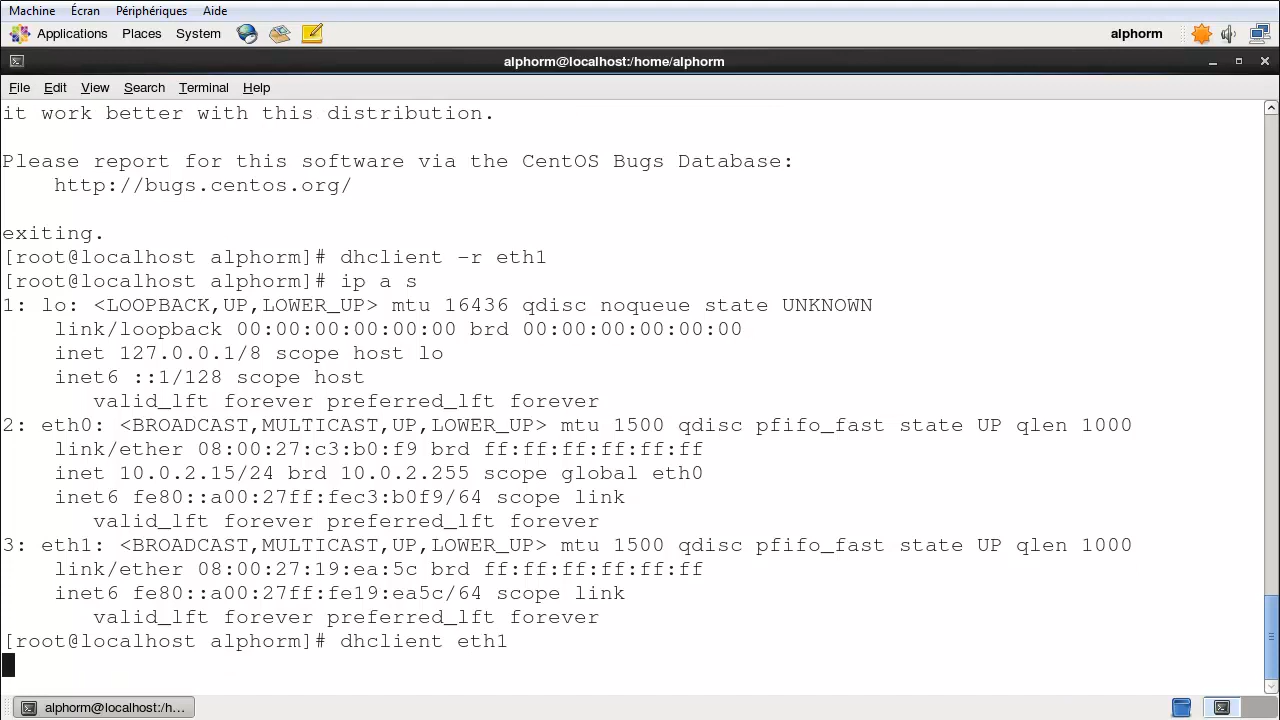 Machine Écran Périphériques Aide
Applications Places System alphorm
alphorm@localhost:/home/alphorm
File Edit View Search Terminal Help
it work better with this distribution.
Please report for this software via the CentOS Bugs Database:
    http://bugs.centos.org/
exiting.
[root@localhost alphorm]# dhclient -r eth1
[root@localhost alphorm]# ip a s
1: lo: <LOOPBACK,UP,LOWER_UP> mtu 16436 qdisc noqueue state UNKNOWN
    link/loopback 00:00:00:00:00:00 brd 00:00:00:00:00:00
    inet 127.0.0.1/8 scope host lo
    inet6 ::1/128 scope host
       valid_lft forever preferred_lft forever
2: eth0: <BROADCAST,MULTICAST,UP,LOWER_UP> mtu 1500 qdisc pfifo_fast state UP qlen 1000
    link/ether 08:00:27:c3:b0:f9 brd ff:ff:ff:ff:ff:ff
    inet 10.0.2.15/24 brd 10.0.2.255 scope global eth0
    inet6 fe80::a00:27ff:fec3:b0f9/64 scope link
       valid_lft forever preferred_lft forever
3: eth1: <BROADCAST,MULTICAST,UP,LOWER_UP> mtu 1500 qdisc pfifo_fast state UP qlen 1000
    link/ether 08:00:27:19:ea:5c brd ff:ff:ff:ff:ff:ff
    inet6 fe80::a00:27ff:fe19:ea5c/64 scope link
       valid_lft forever preferred_lft forever
[root@localhost alphorm]# dhclient eth1
alphorm@localhost:/h...